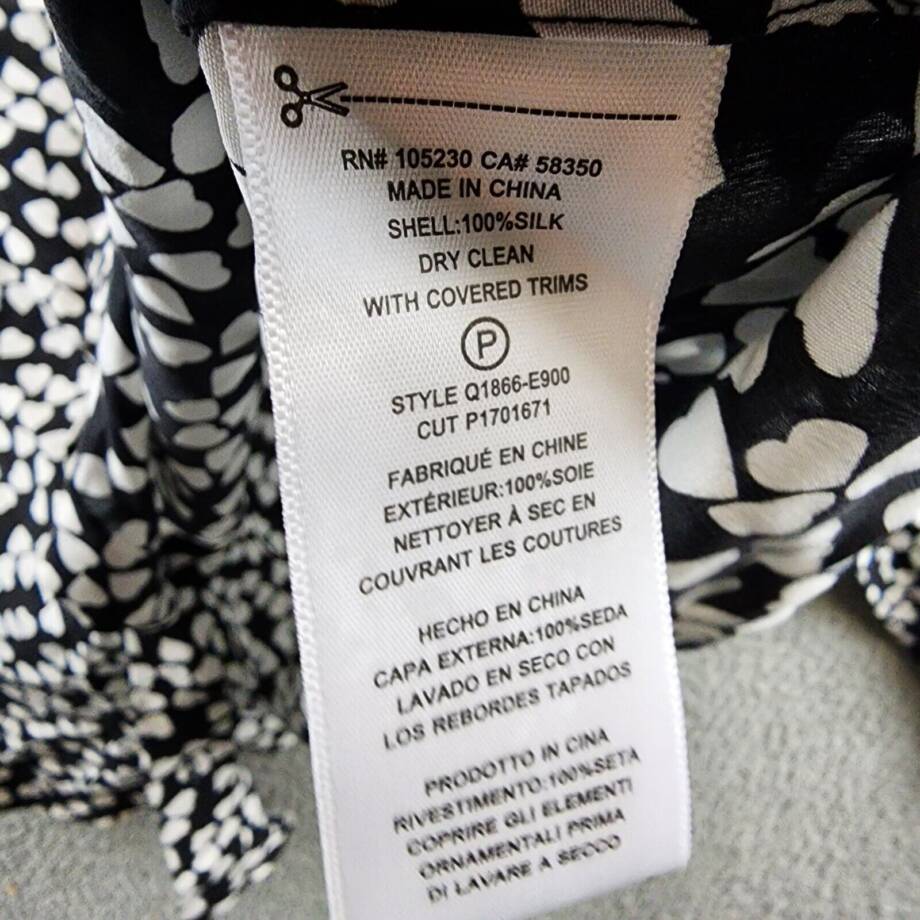 RN# 105230 CA# 58350
MADE IN CHINA
SHELL:100%SILK
DRY CLEAN
WITH COVERED TRIMS
P
STYLE Q1866-E900
CUT P1701671
FABRIQUÉ EN CHINE
EXTÉRIEUR:100%SOIE
NETTOYER À SEC EN
COUVRANT LES COUTURES
HECHO EN CHINA
CAPA EXTERNA:100%SEDA
LAVADO EN SECO CON
LOS REBORDES TAPADOS
PRODOTTO IN CINA
RIVESTIMENTO:100%SETA
COPRIRE GLI ELEMENTI
ORNAMENTALI PRIMA
DI LAVARE A SECCO